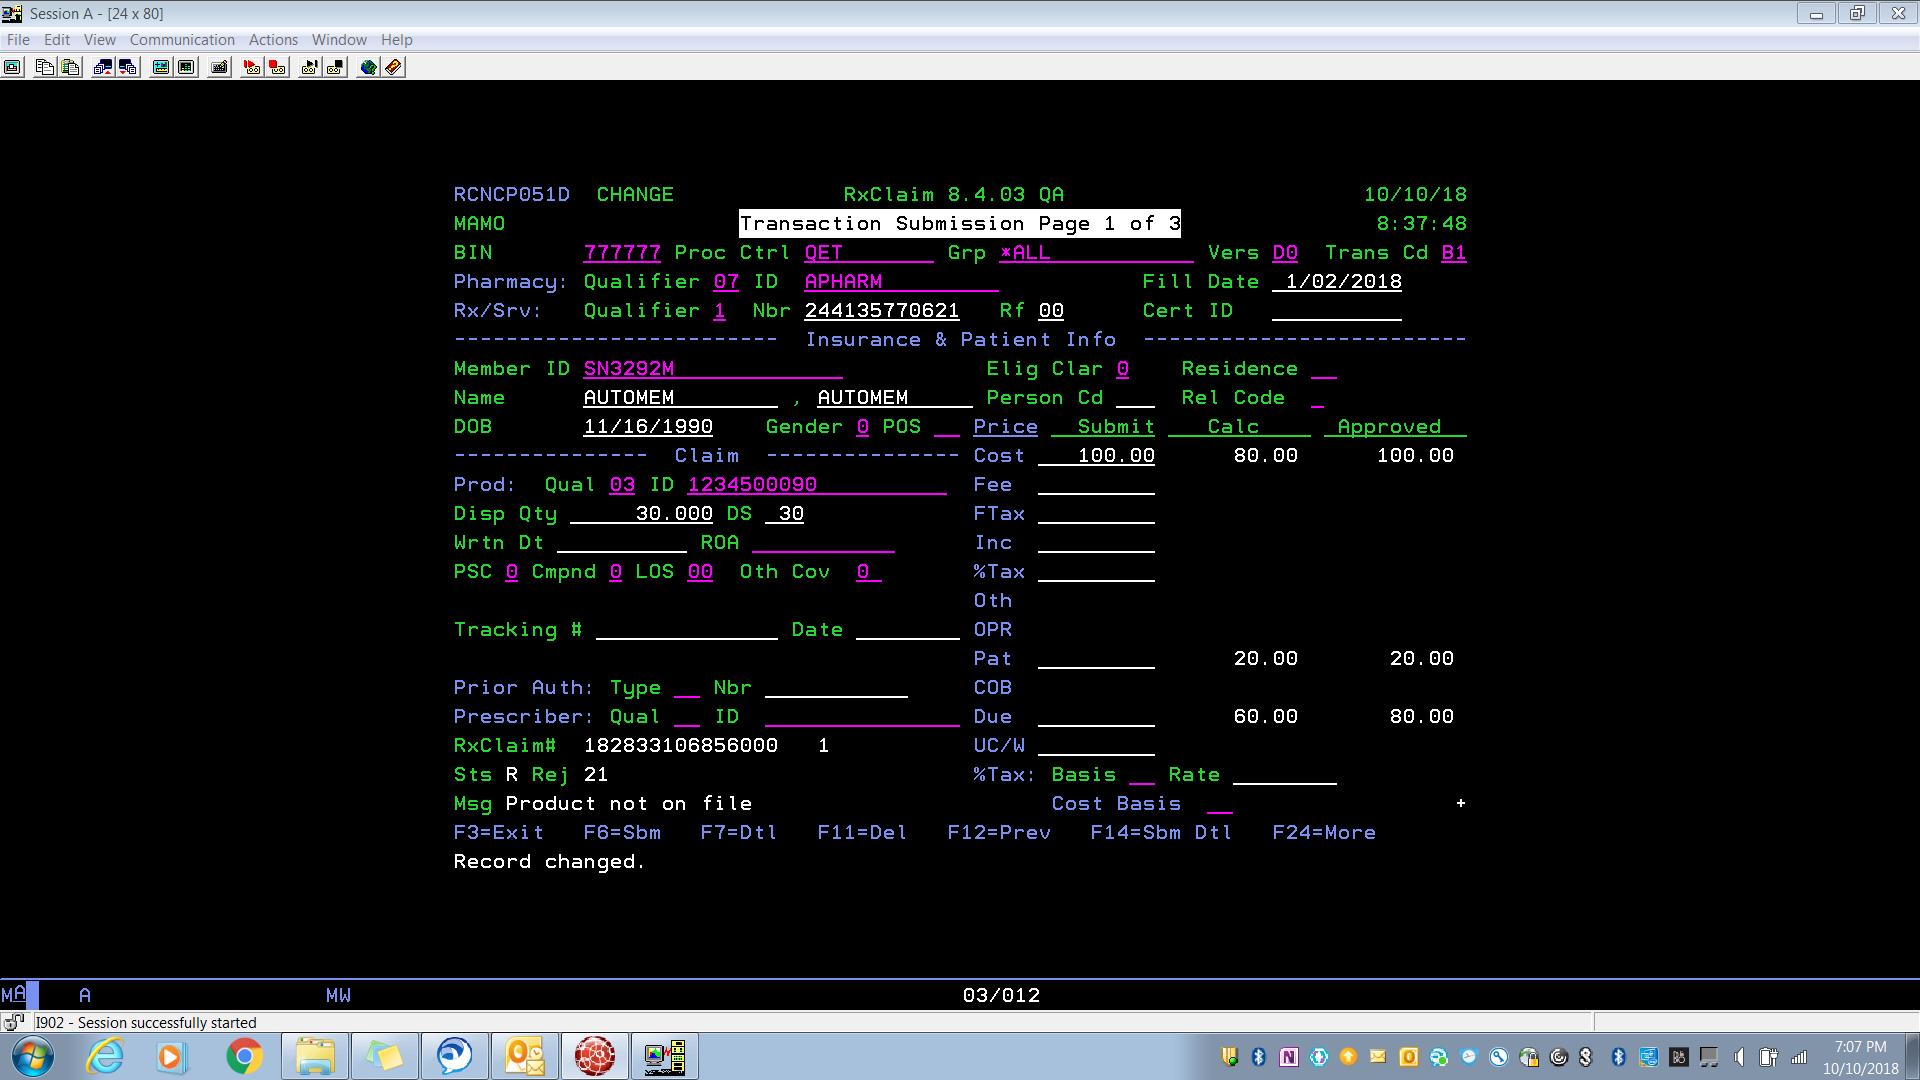 Session A - [24 x 80]
File Edit View Communication Actions Window Help
RCNCP051D CHANGE RxClaim 8.4.03 QA 10/10/18
MAMO Transaction Submission Page 1 of 3 8:37:48
BIN 777777 Proc Ctrl QET Grp *ALL Vers D0 Trans Cd B1
Pharmacy: Qualifier 07 ID APHARM Fill Date 1/02/2018
Rx/Srv: Qualifier 1 Nbr 244135770621 Rf 00 Cert ID
------------------------- Insurance & Patient Info -------------------------
Member ID SN3292M Elig Clar 0 Residence
Name AUTOMEM , AUTOMEM Person Cd Rel Code
DOB 11/16/1990 Gender 0 POS Price Submit Calc Approved
--------------- Claim --------------- Cost 100.00 80.00 100.00
Prod: Qual 03 ID 1234500090 Fee
Disp Qty 30.000 DS 30 FTax
Wrtn Dt ROA Inc
PSC 0 Cmpnd 0 LOS 00 Oth Cov 0 %Tax
Oth
Tracking # Date OPR
Pat 20.00 20.00
Prior Auth: Type Nbr COB
Prescriber: Qual ID Due 60.00 80.00
RxClaim# 182833106856000 1 UC/W
Sts R Rej 21 %Tax: Basis Rate
Msg Product not on file Cost Basis +
F3=Exit F6=Sbm F7=Dtl F11=Del F12=Prev F14=Sbm Dtl F24=More
Record changed.
MA A MW 03/012
I902 - Session successfully started
7:07 PM
10/10/2018